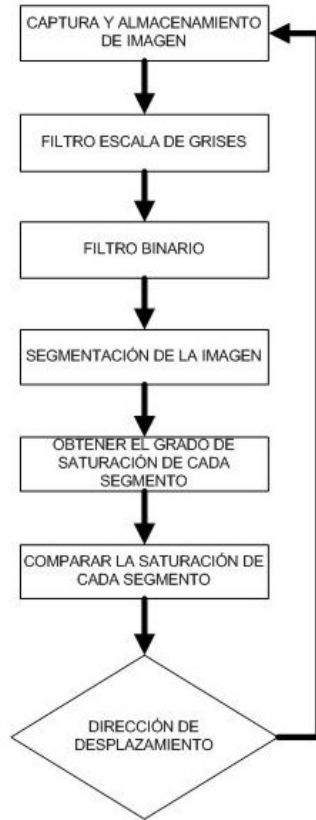 CAPTURA Y ALMACENAMIENTO
DE IMAGEN
FILTRO ESCALA DE GRISES
FILTRO BINARIO
SEGMENTACIÓN DE LA IMAGEN
OBTENER EL GRADO DE
SATURACIÓN DE CADA
SEGMENTO
COMPARAR LA SATURACIÓN DE
CADA SEGMENTO
DIRECCIÓN DE
DESPLAZAMIENTO